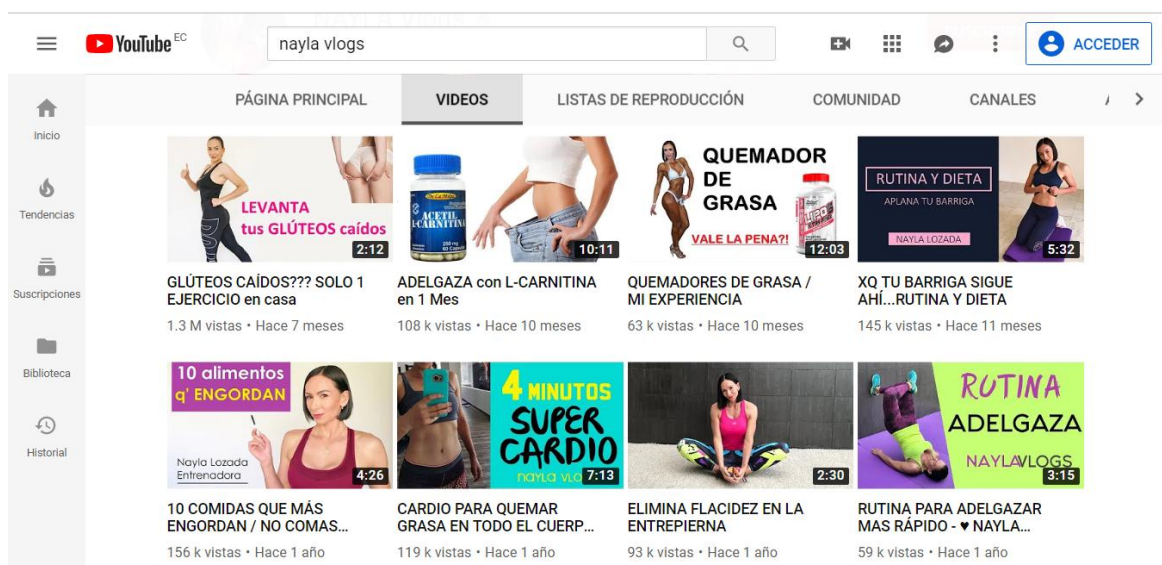 YouTube EC
nayla vlogs
ACCEDER
PÁGINA PRINCIPAL
VIDEOS
LISTAS DE REPRODUCCIÓN
COMUNIDAD
CANALES
Inicio
Tendencias
Suscripciones
Biblioteca
Historial
LEVANTA
tus GLÚTEOS caídos
2:12
GLÚTEOS CAÍDOS??? SOLO 1
EJERCICIO en casa
1.3 M vistas • Hace 7 meses
ACETIL
L-CARNITINA
10:11
ADELGAZA con L-CARNITINA
en 1 Mes
108 k vistas • Hace 10 meses
QUEMADOR
DE
GRASA
VALE LA PENA?!
12:03
QUEMADORES DE GRASA /
MI EXPERIENCIA
63 k vistas • Hace 10 meses
RUTINA Y DIETA
APLANA TU BARRIGA
NAYLA LOZADA
5:32
XQ TU BARRIGA SIGUE
AHÍ...RUTINA Y DIETA
145 k vistas • Hace 11 meses
10 alimentos
q' ENGORDAN
Nayla Lozada
Entrenadora
4:26
10 COMIDAS QUE MÁS
ENGORDAN / NO COMAS...
156 k vistas • Hace 1 año
4 MINUTOS
SUPER
CARDIO
nayla vlo
7:13
CARDIO PARA QUEMAR
GRASA EN TODO EL CUERP...
119 k vistas • Hace 1 año
2:30
ELIMINA FLACIDEZ EN LA
ENTREPIERNA
93 k vistas • Hace 1 año
RUTINA
ADELGAZA
NAYLAVLOGS
3:15
RUTINA PARA ADELGAZAR
MAS RÁPIDO - ♥ NAYLA...
59 k vistas • Hace 1 año